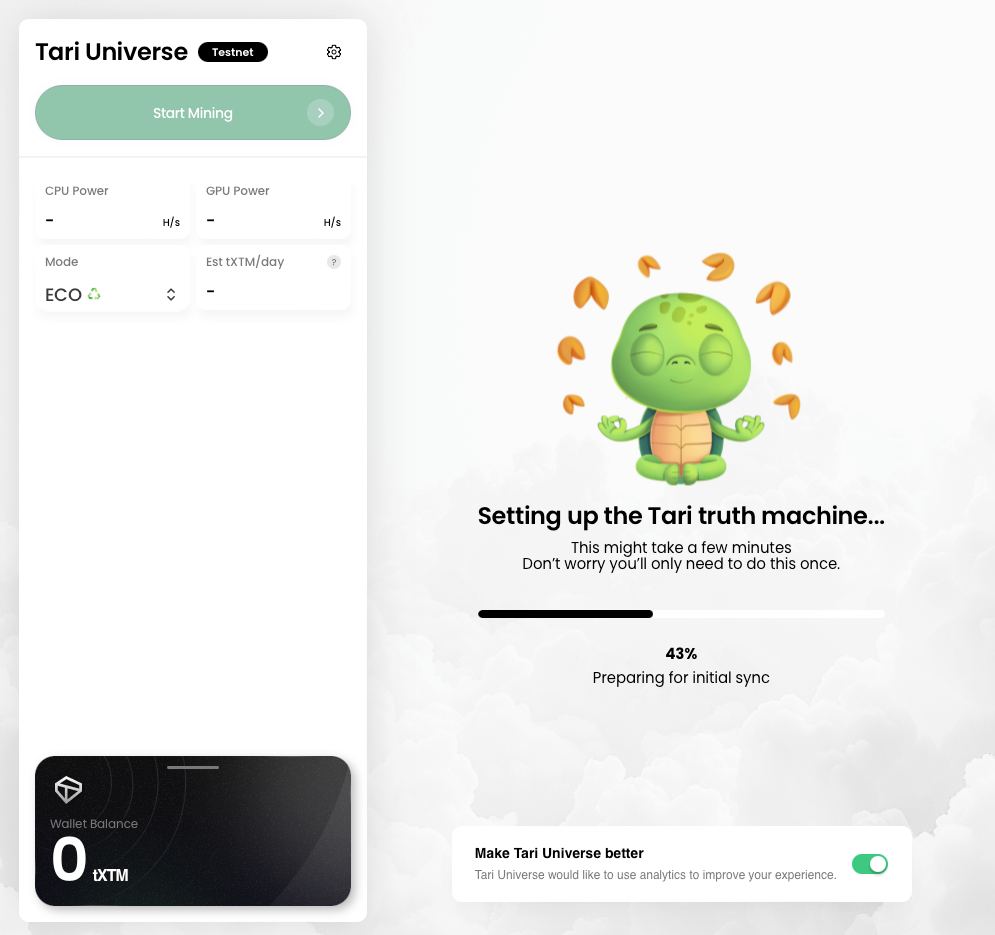 Tari Universe Testnet
Start Mining
CPU Power
- H/s
GPU Power
- H/s
Mode
ECO
Est tXTM/day ?
-
Wallet Balance
0 tXTM
Setting up the Tari truth machine...
This might take a few minutes
Don't worry you'll only need to do this once.
43%
Preparing for initial sync
Make Tari Universe better
Tari Universe would like to use analytics to improve your experience.